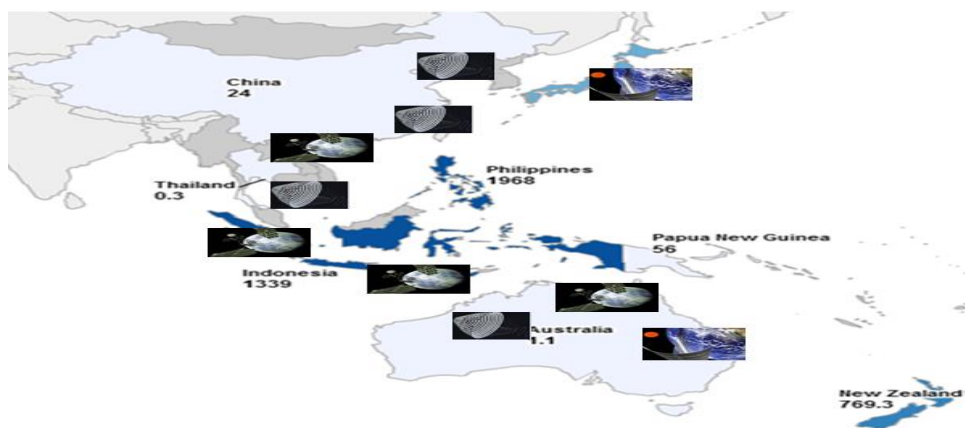 China
24
Philippines
1968
Thailand
0.3
Papua New Guinea
56
Indonesia
1339
Australia
1.1
New Zealand
769.3